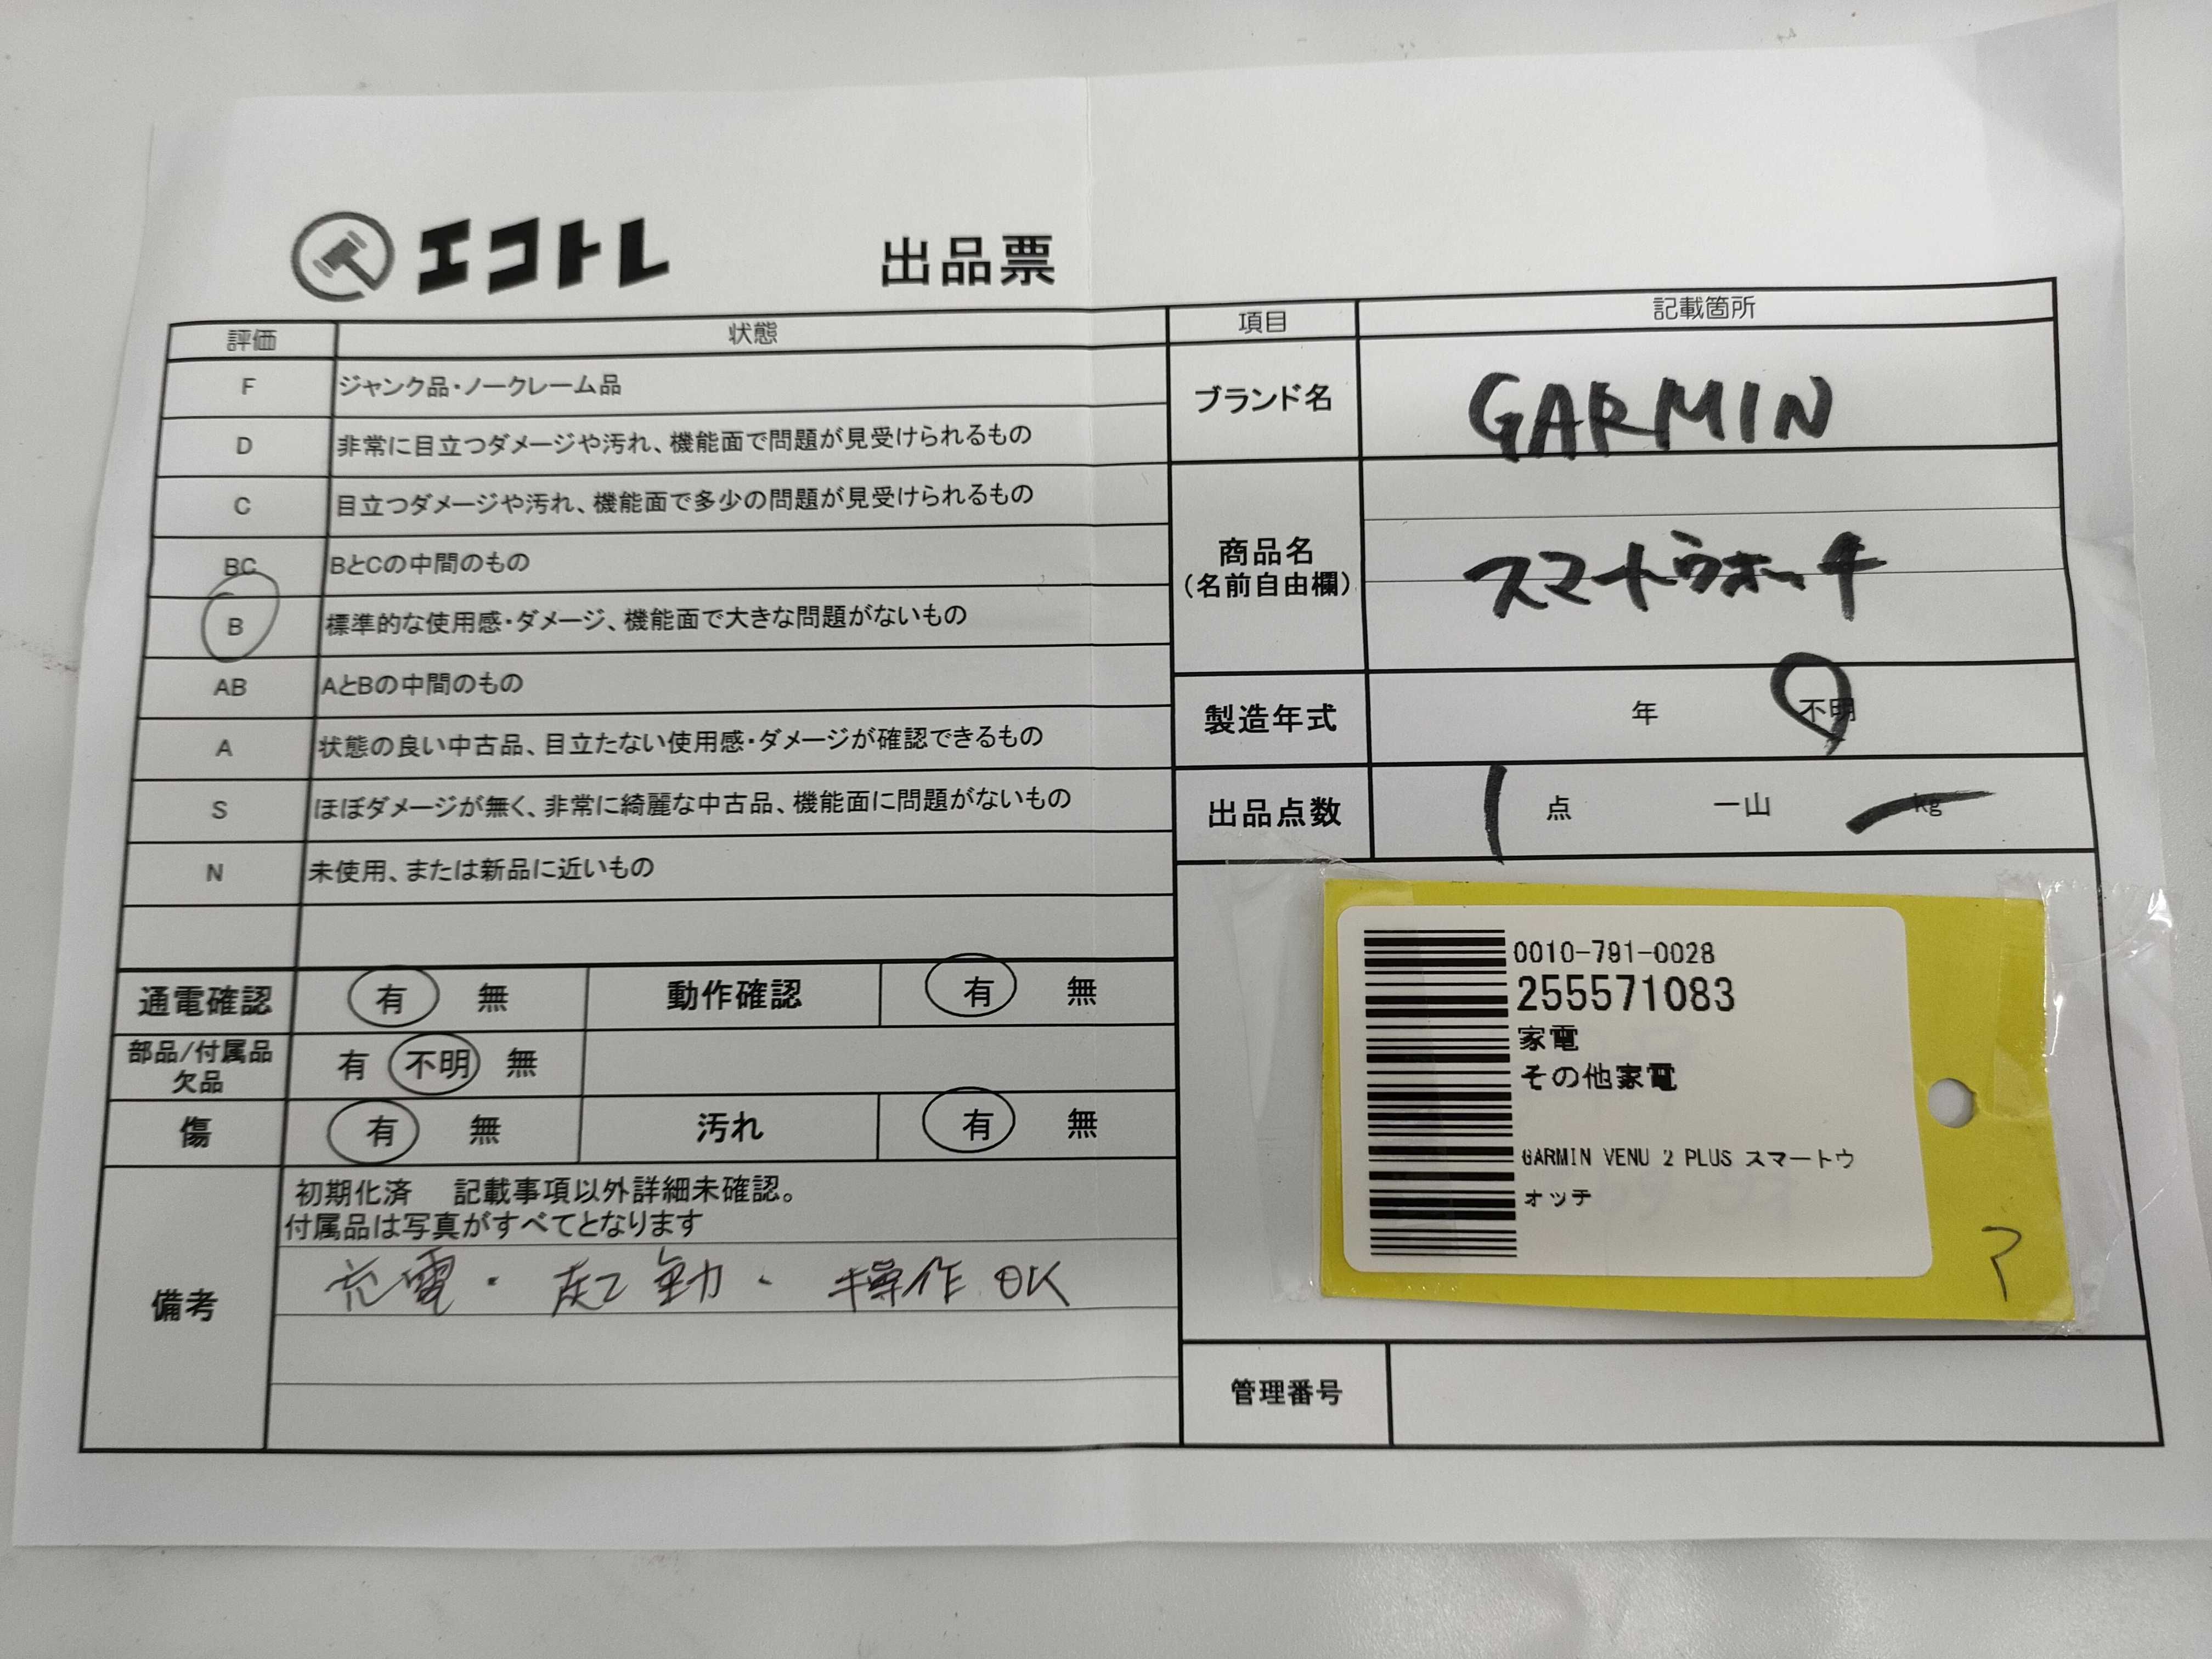 エコトレ 出品票
評価 状態
F ジャンク品・ノークレーム品
D 非常に目立つダメージや汚れ、機能面で問題が見受けられるもの
C 目立つダメージや汚れ、機能面で多少の問題が見受けられるもの
BC BとCの中間のもの
B 標準的な使用感・ダメージ、機能面で大きな問題がないもの
AB AとBの中間のもの
A 状態の良い中古品、目立たない使用感・ダメージが確認できるもの
S ほぼダメージが無く、非常に綺麗な中古品、機能面に問題がないもの
N 未使用、または新品に近いもの
通電確認 有 無 動作確認 有 無
部品/付属品
欠品
有 不明 無
傷 有 無 汚れ 有 無
備考
初期化済 記載事項以外詳細未確認。
付属品は写真がすべてとなります
充電・起動・操作OK
項目 記載箇所
ブランド名 GARMIN
商品名
(名前自由欄)
スマートウォッチ
製造年式 年 不明
出品点数 1 点 一山 kg
0010-791-0028
255571083
家電
その他家電
GARMIN VENU 2 PLUS スマートウ
ォッチ
管理番号